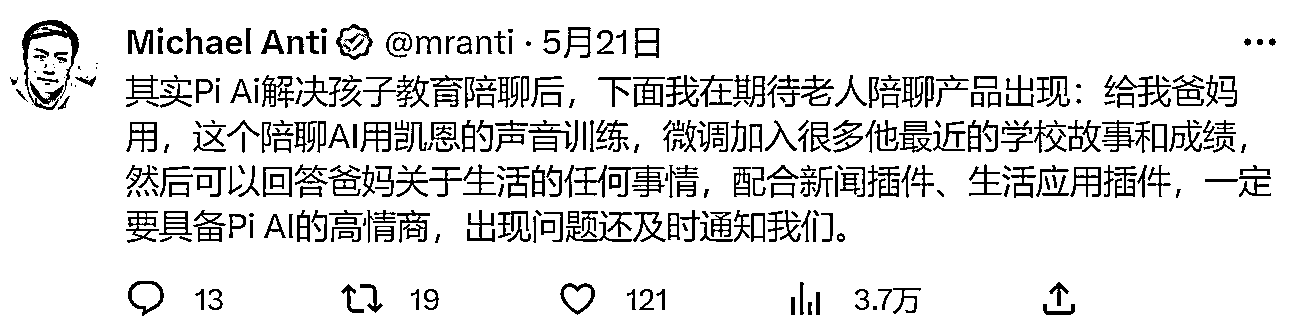 Michael Anti @mranti · 5月21日
其实Pi Ai解决孩子教育陪聊后，下面我在期待老人陪聊产品出现：给我爸妈
用，这个陪聊AI用凯恩的声音训练，微调加入很多他最近的学校故事和成绩，
然后可以回答爸妈关于生活的任何事情，配合新闻插件、生活应用插件，一定
要具备Pi AI的高情商，出现问题还及时通知我们。
13 19 121 3.7万